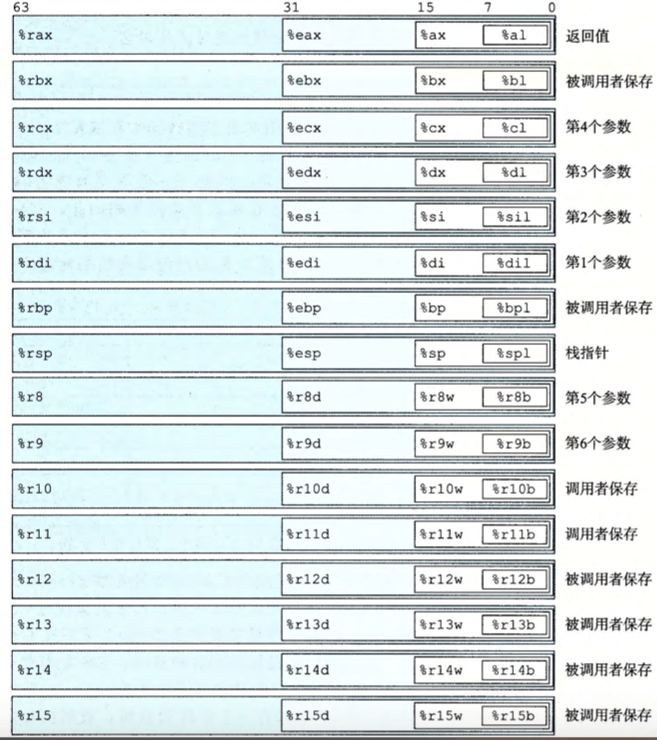 63 31 15 7 0
%rax %eax %ax %al 返回值
%rbx %ebx %bx %bl 被调用者保存
%rcx %ecx %cx %cl 第4个参数
%rdx %edx %dx %dl 第3个参数
%rsi %esi %si %sil 第2个参数
%rdi %edi %di %dil 第1个参数
%rbp %ebp %bp %bpl 被调用者保存
%rsp %esp %sp %spl 栈指针
%r8 %r8d %r8w %r8b 第5个参数
%r9 %r9d %r9w %r9b 第6个参数
%r10 %r10d %r10w %r10b 调用者保存
%r11 %r11d %r11w %r11b 调用者保存
%r12 %r12d %r12w %r12b 被调用者保存
%r13 %r13d %r13w %r13b 被调用者保存
%r14 %r14d %r14w %r14b 被调用者保存
%r15 %r15d %r15w %r15b 被调用者保存